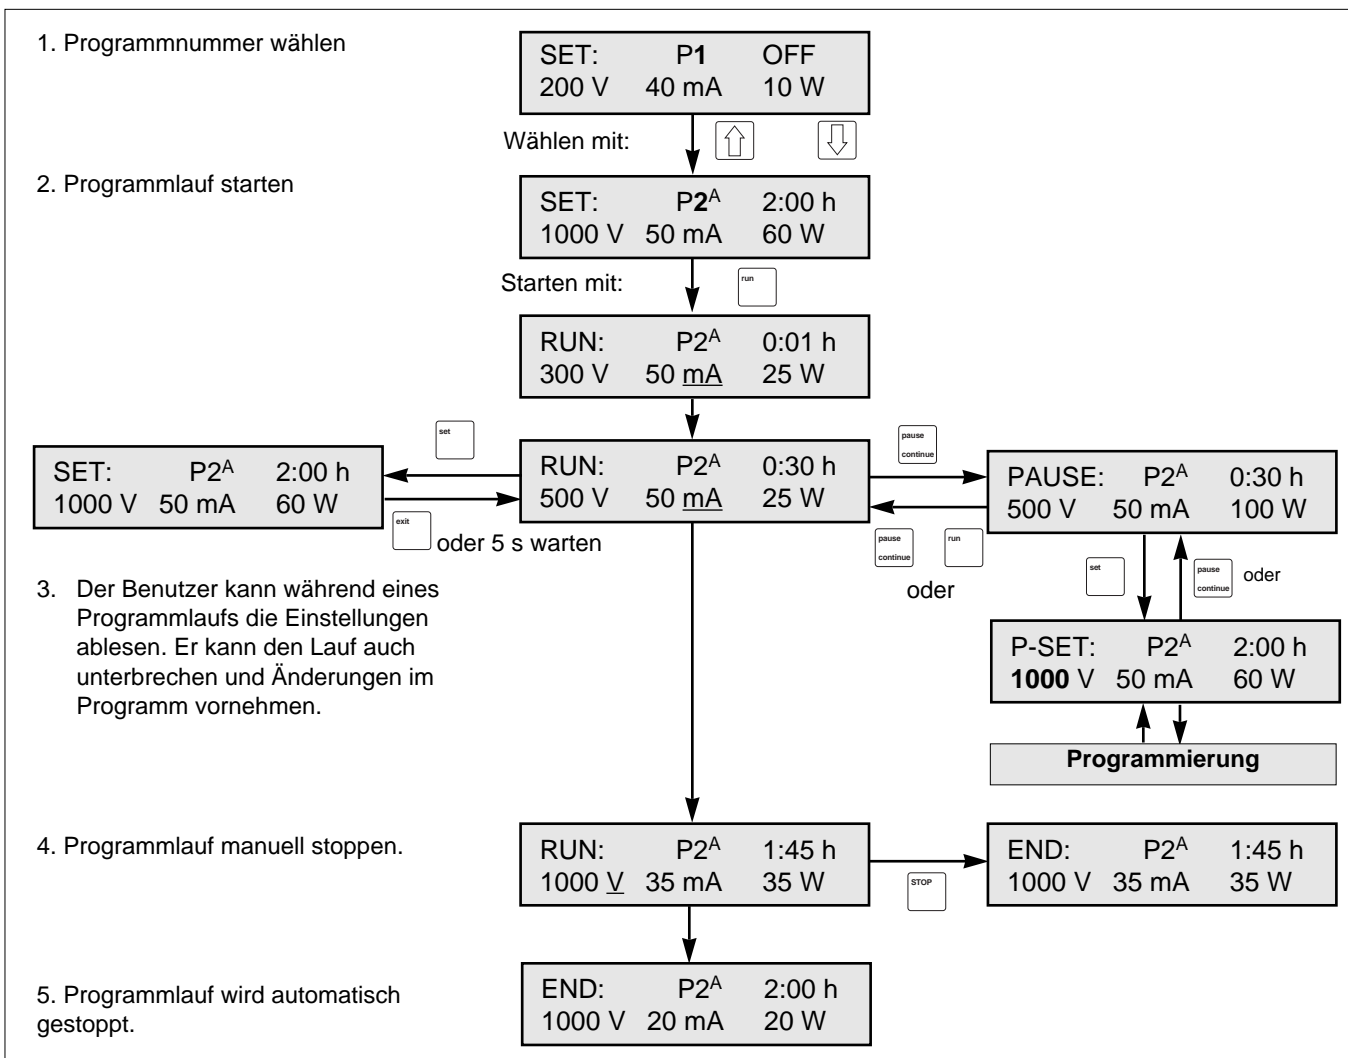 1. Programmnummer wählen
SET: P1 OFF
200 V 40 mA 10 W
Wählen mit:
2. Programmlauf starten
SET: P2ᴬ 2:00 h
1000 V 50 mA 60 W
Starten mit:
run
RUN: P2ᴬ 0:01 h
300 V 50 mA 25 W
set
SET: P2ᴬ 2:00 h
1000 V 50 mA 60 W
exit
oder 5 s warten
RUN: P2ᴬ 0:30 h
500 V 50 mA 25 W
pause
continue
PAUSE: P2ᴬ 0:30 h
500 V 50 mA 100 W
pause
continue
run
oder
set
pause
continue
oder
P-SET: P2ᴬ 2:00 h
1000 V 50 mA 60 W
Programmierung
3. Der Benutzer kann während eines
Programmlaufs die Einstellungen
ablesen. Er kann den Lauf auch
unterbrechen und Änderungen im
Programm vornehmen.
4. Programmlauf manuell stoppen.
RUN: P2ᴬ 1:45 h
1000 V 35 mA 35 W
STOP
END: P2ᴬ 1:45 h
1000 V 35 mA 35 W
5. Programmlauf wird automatisch
gestoppt.
END: P2ᴬ 2:00 h
1000 V 20 mA 20 W